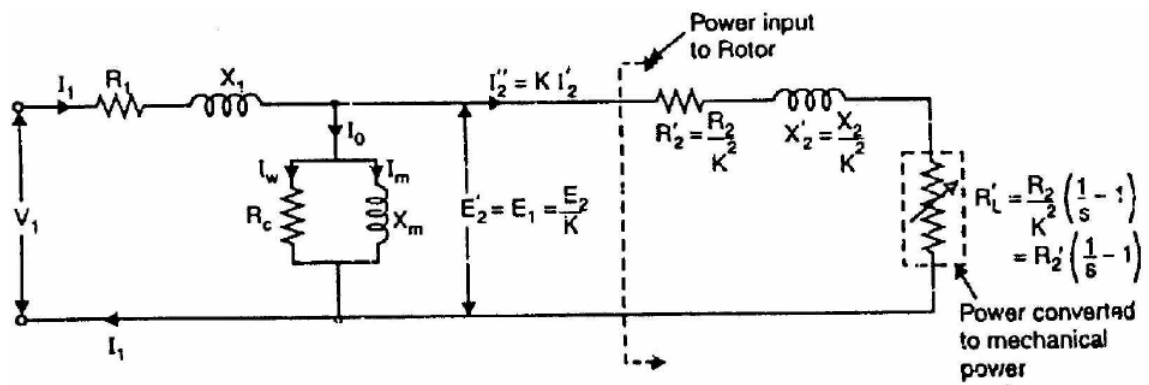 Power input
to Rotor
I₁
R₁
X₁
I₂'' = K I₂'
R₂' = R₂/K²
X₂' = X₂/K²
I₀
I_w
I_m
R_c
X_m
V₁
E₂' = E₁ = E₂/K
R_L' = R₂/K² (1/s - 1)
= R₂' (1/s - 1)
I₁
Power converted
to mechanical
power